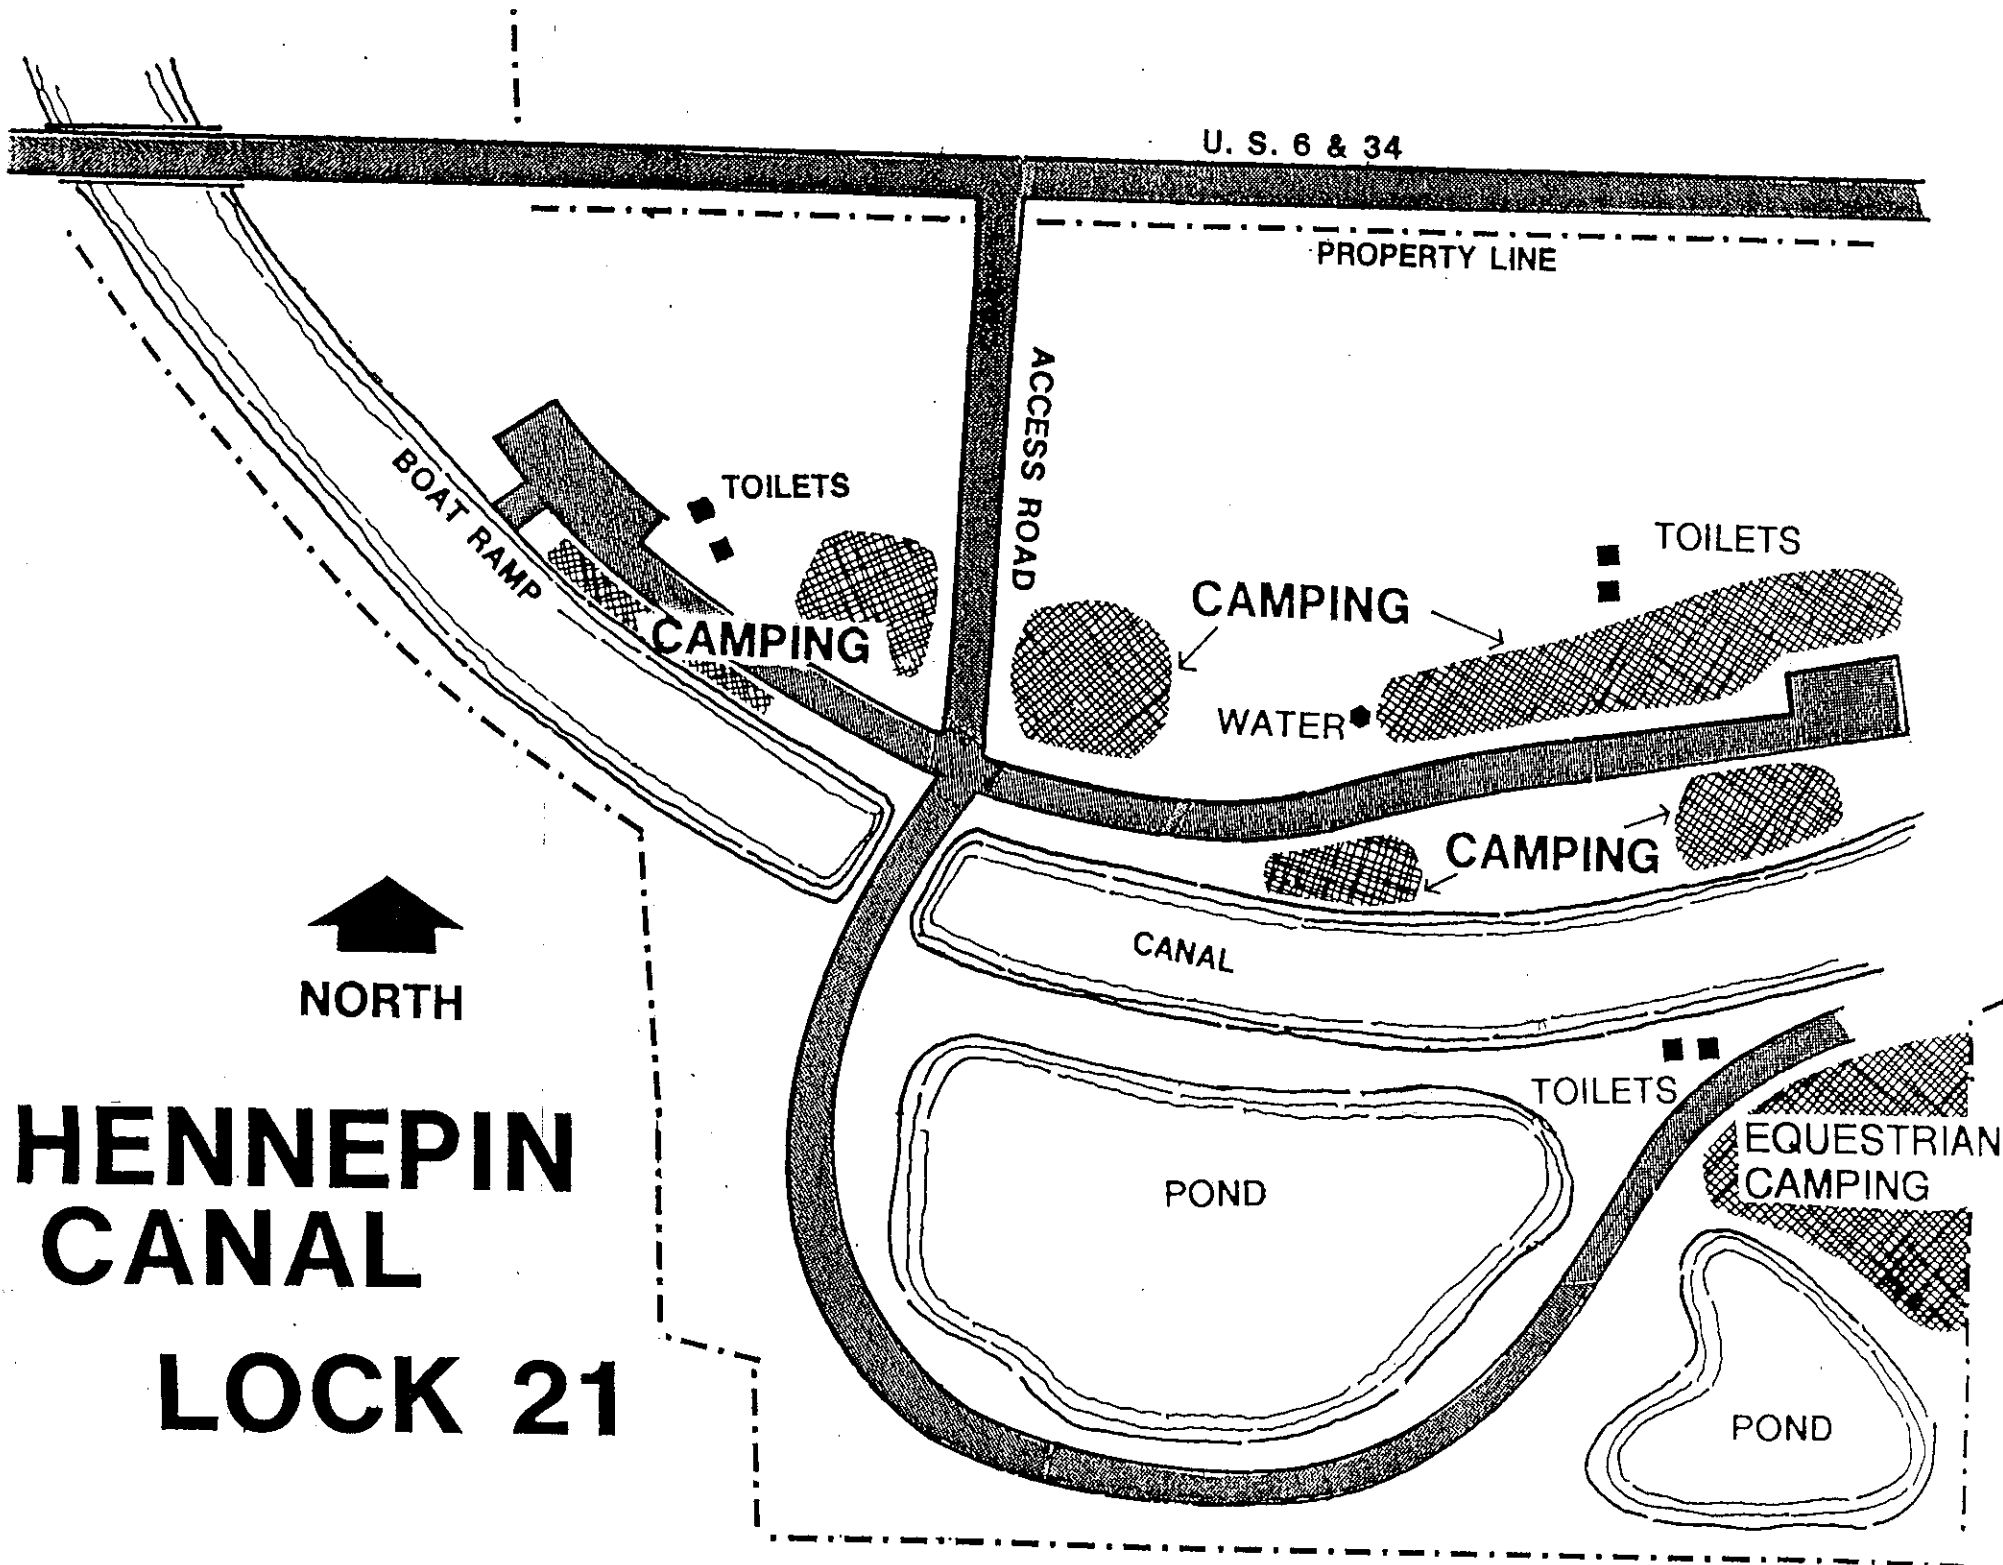 U. S. 6 & 34
PROPERTY LINE
ACCESS ROAD
BOAT RAMP
TOILETS
TOILETS
CAMPING
CAMPING
WATER
CAMPING
CANAL
NORTH
TOILETS
EQUESTRIAN
CAMPING
POND
HENNEPIN
CANAL
LOCK 21
POND